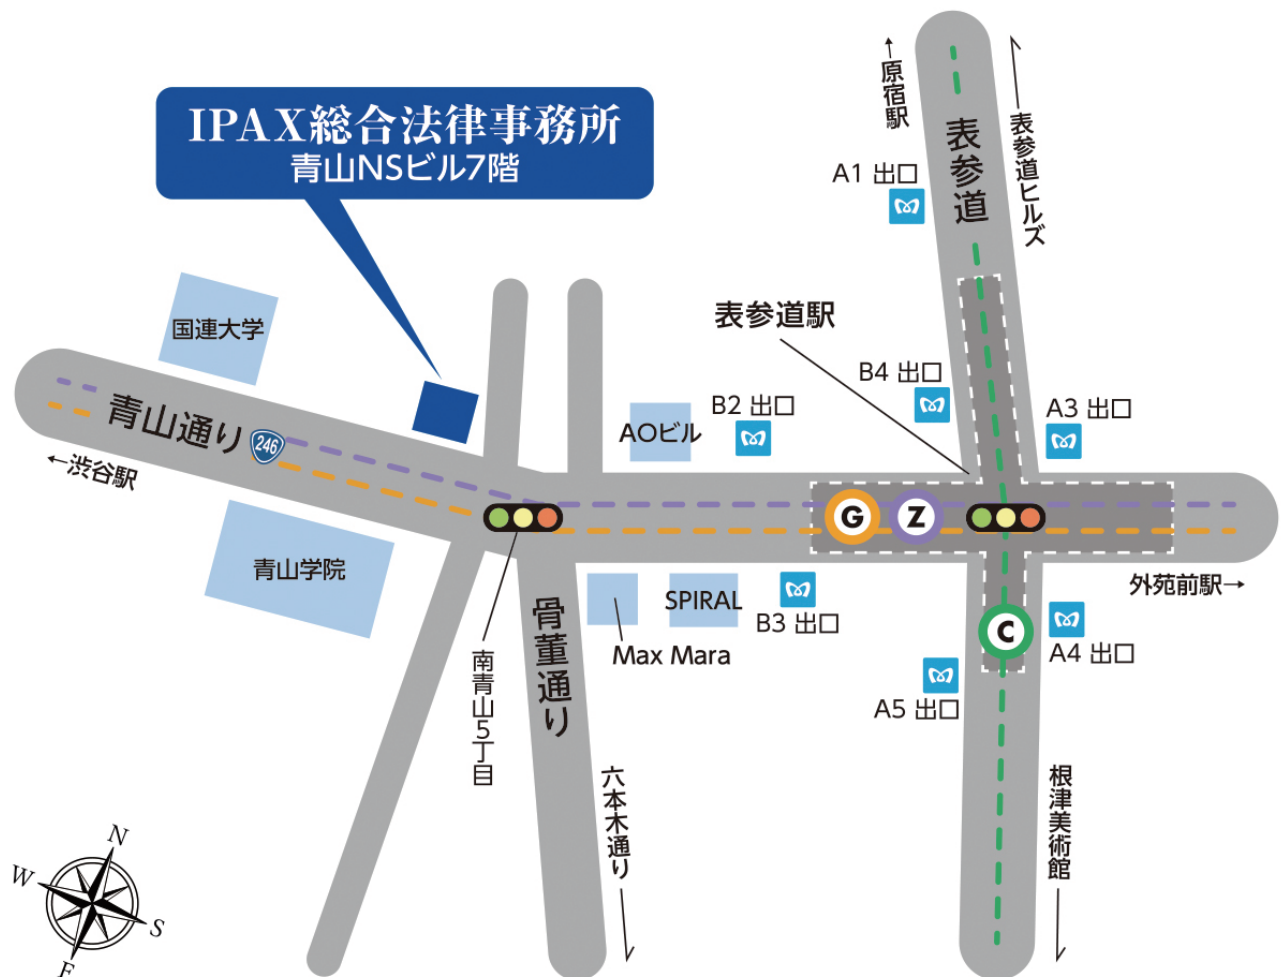 IPAX総合法律事務所
青山NSビル7階
↑原宿駅
表参道
表参道ヒルズ
A1 出口
国連大学
表参道駅
B4 出口
A3 出口
AOビル
B2 出口
青山通り
246
←渋谷駅
G
Z
青山学院
外苑前駅→
SPIRAL
B3 出口
Max Mara
骨董通り
南青山5丁目
C
A4 出口
A5 出口
六本木通り
根津美術館
N
W
S
E